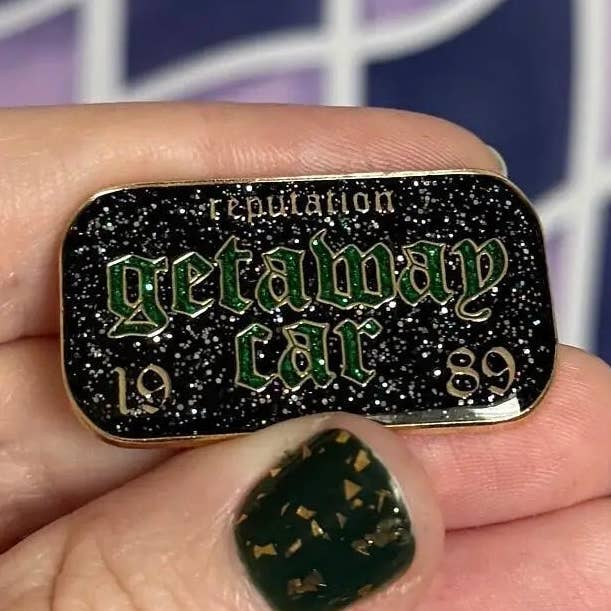 reputation
getaway
car
19 89